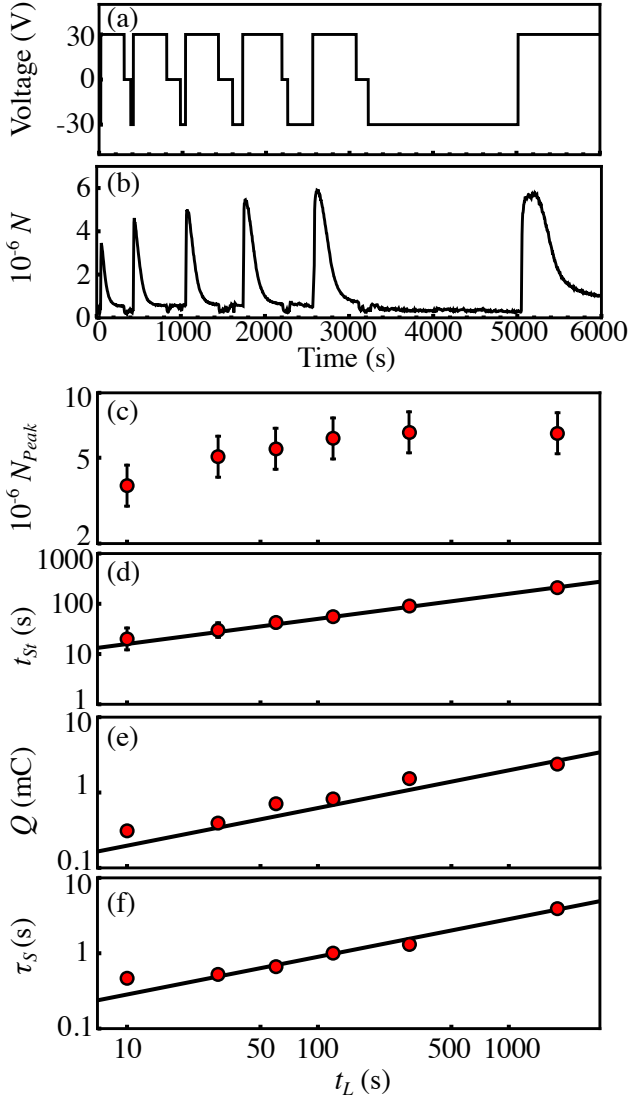 (a)
Voltage (V)
30
0
-30
(b)
10⁻⁶ N
6
4
2
0
0 1000 2000 3000 4000 5000 6000
Time (s)
(c)
10⁻⁶ N_Peak
10
5
2
(d)
t_St (s)
1000
100
10
1
(e)
Q (mC)
10
1
0.1
(f)
τ_S (s)
10
1
0.1
10 50 100 500 1000
t_L (s)